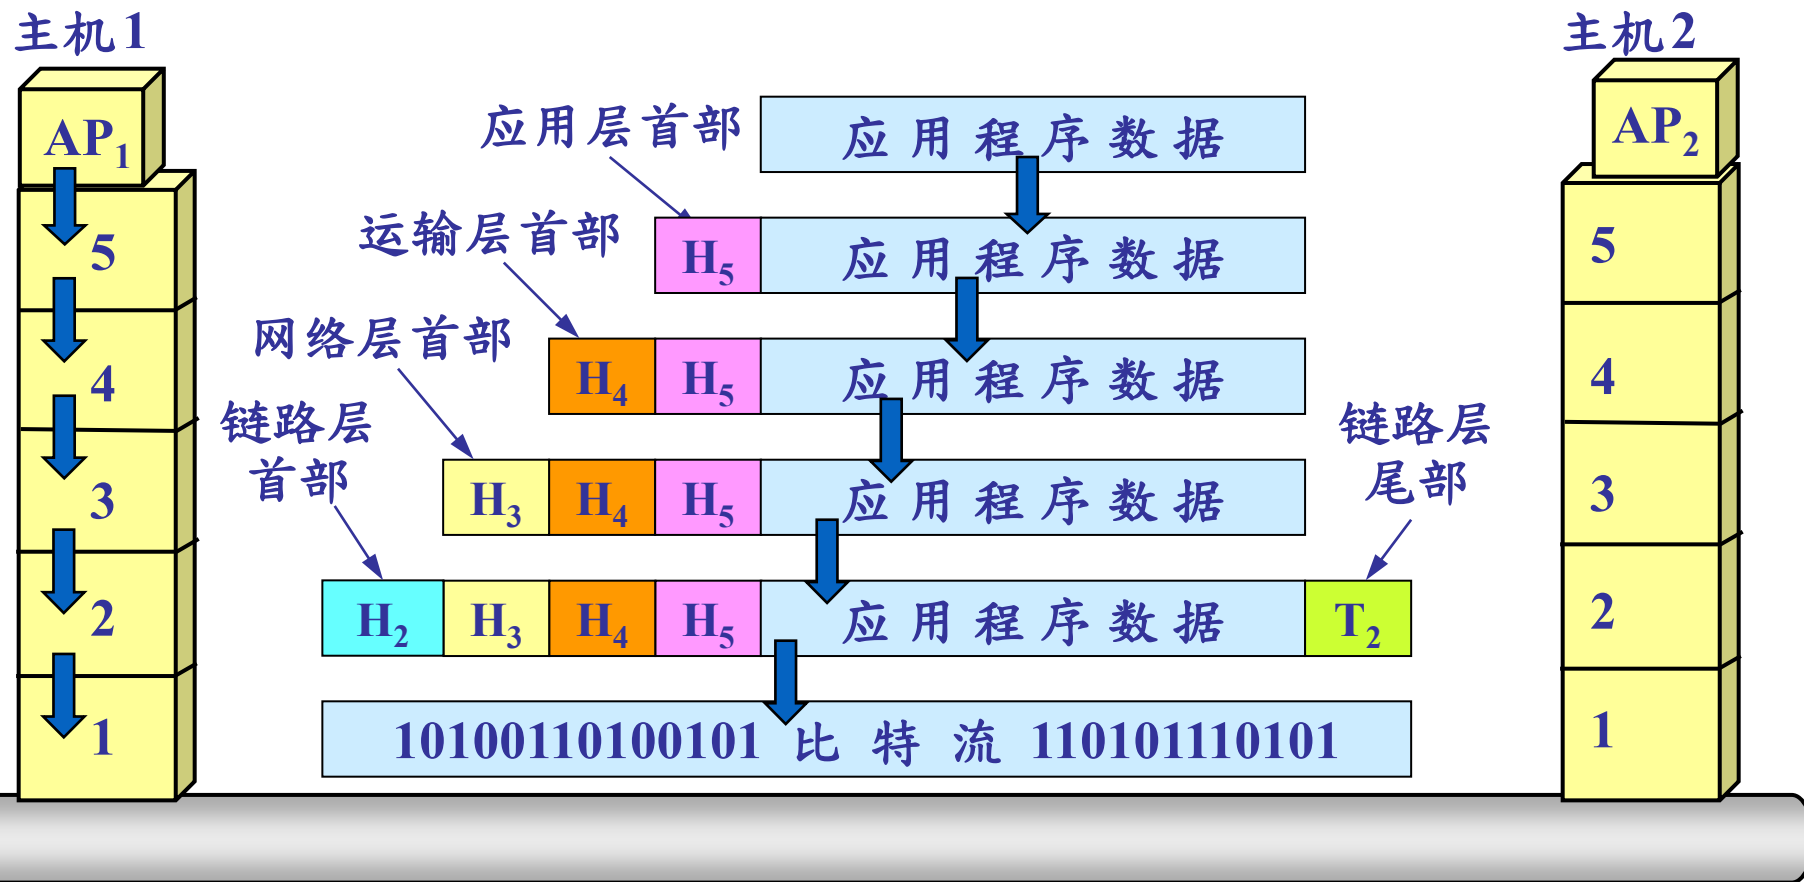 主机1
主机2
AP1
AP2
应用层首部
应 用 程 序 数 据
运输层首部
5
H5
应 用 程 序 数 据
5
网络层首部
4
H4
H5
应 用 程 序 数 据
4
链路层
首部
链路层
尾部
3
H3
H4
H5
应 用 程 序 数 据
3
2
H2
H3
H4
H5
应 用 程 序 数 据
T2
2
1
10100110100101 比 特 流 110101110101
1